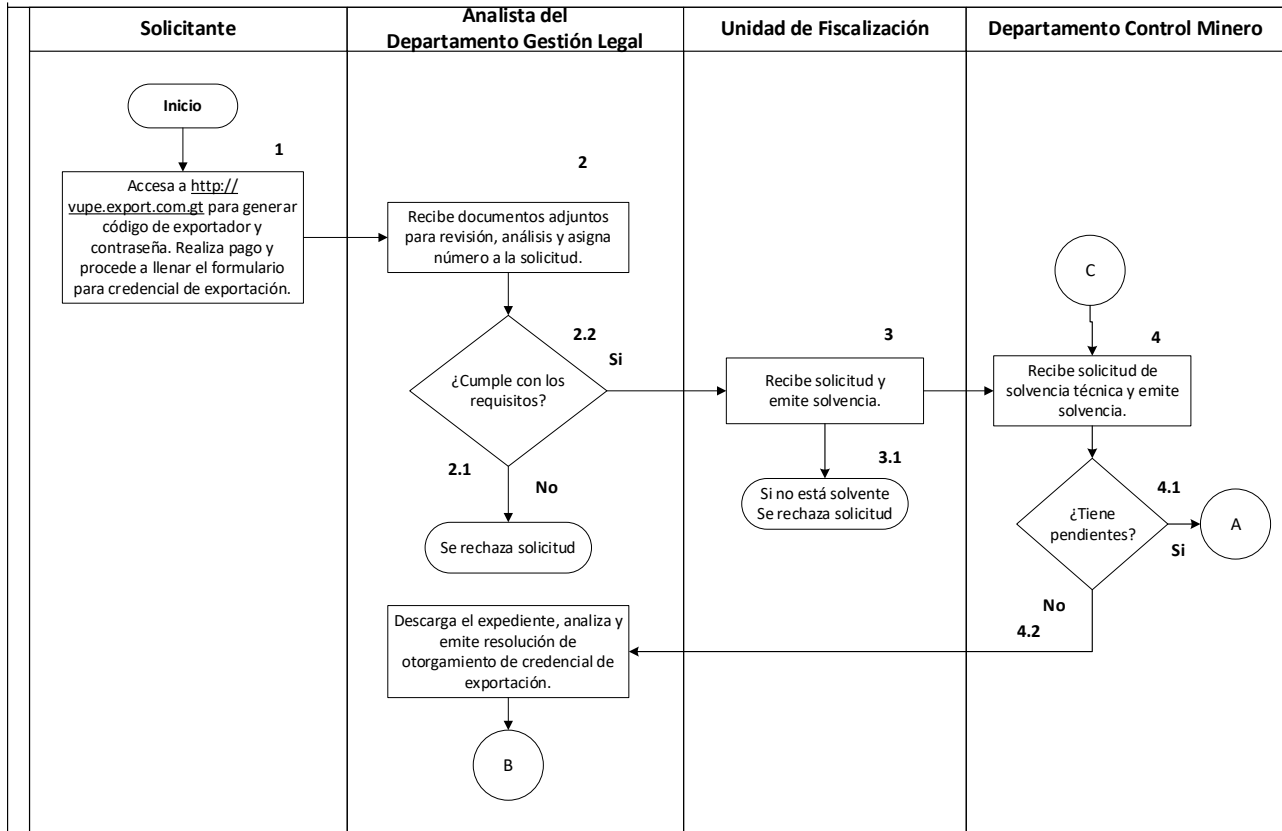 Solicitante
Analista del
Departamento Gestión Legal
Unidad de Fiscalización
Departamento Control Minero
Inicio
1
Accesa a http://
vupe.export.com.gt para generar
código de exportador y
contraseña. Realiza pago y
procede a llenar el formulario
para credencial de exportación.
2
Recibe documentos adjuntos
para revisión, análisis y asigna
número a la solicitud.
2.2
Si
¿Cumple con los
requisitos?
2.1
No
Se rechaza solicitud
3
Recibe solicitud y
emite solvencia.
3.1
Si no está solvente
Se rechaza solicitud
C
4
Recibe solicitud de
solvencia técnica y emite
solvencia.
4.1
¿Tiene
pendientes?
Si
A
No
4.2
Descarga el expediente, analiza y
emite resolución de
otorgamiento de credencial de
exportación.
B